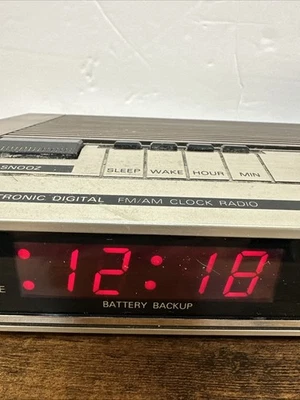 SNOOZ
SLEEP WAKE HOUR MIN
TRONIC DIGITAL FM/AM CLOCK RADIO
12:18
BATTERY BACKUP